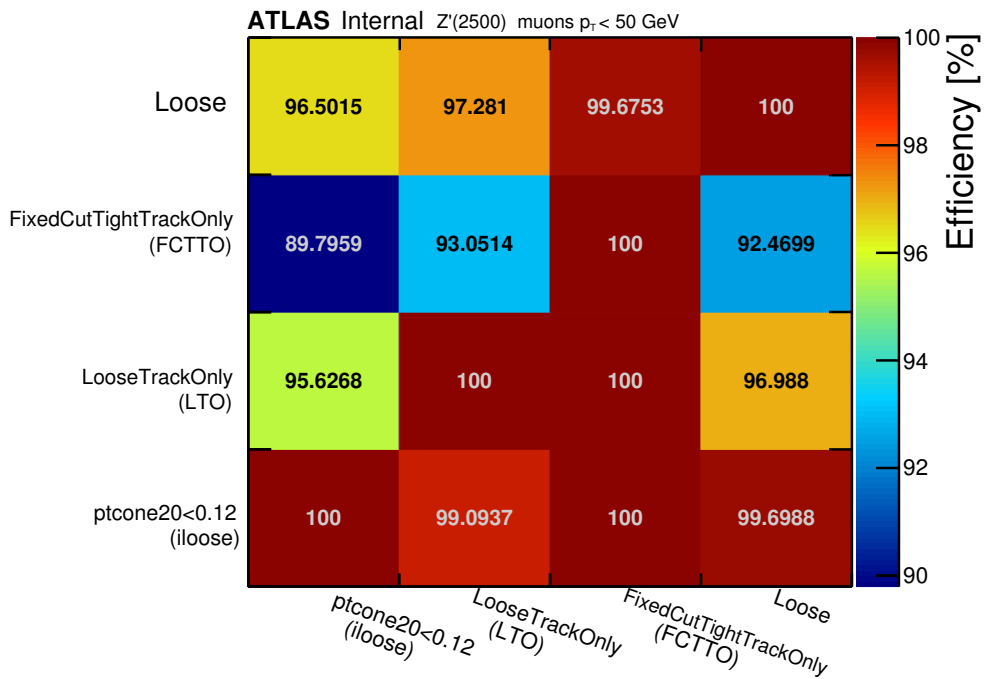 ATLAS Internal Z'(2500) muons pT < 50 GeV
Loose
96.5015 97.281 99.6753 100
FixedCutTightTrackOnly
(FCTTO)
89.7959 93.0514 100 92.4699
LooseTrackOnly
(LTO)
95.6268 100 100 96.988
ptcone20<0.12
(iloose)
100 99.0937 100 99.6988
ptcone20<0.12
(iloose)
LooseTrackOnly
(LTO)
FixedCutTightTrackOnly
(FCTTO)
Loose
100
98
96
94
92
90
Efficiency [%]